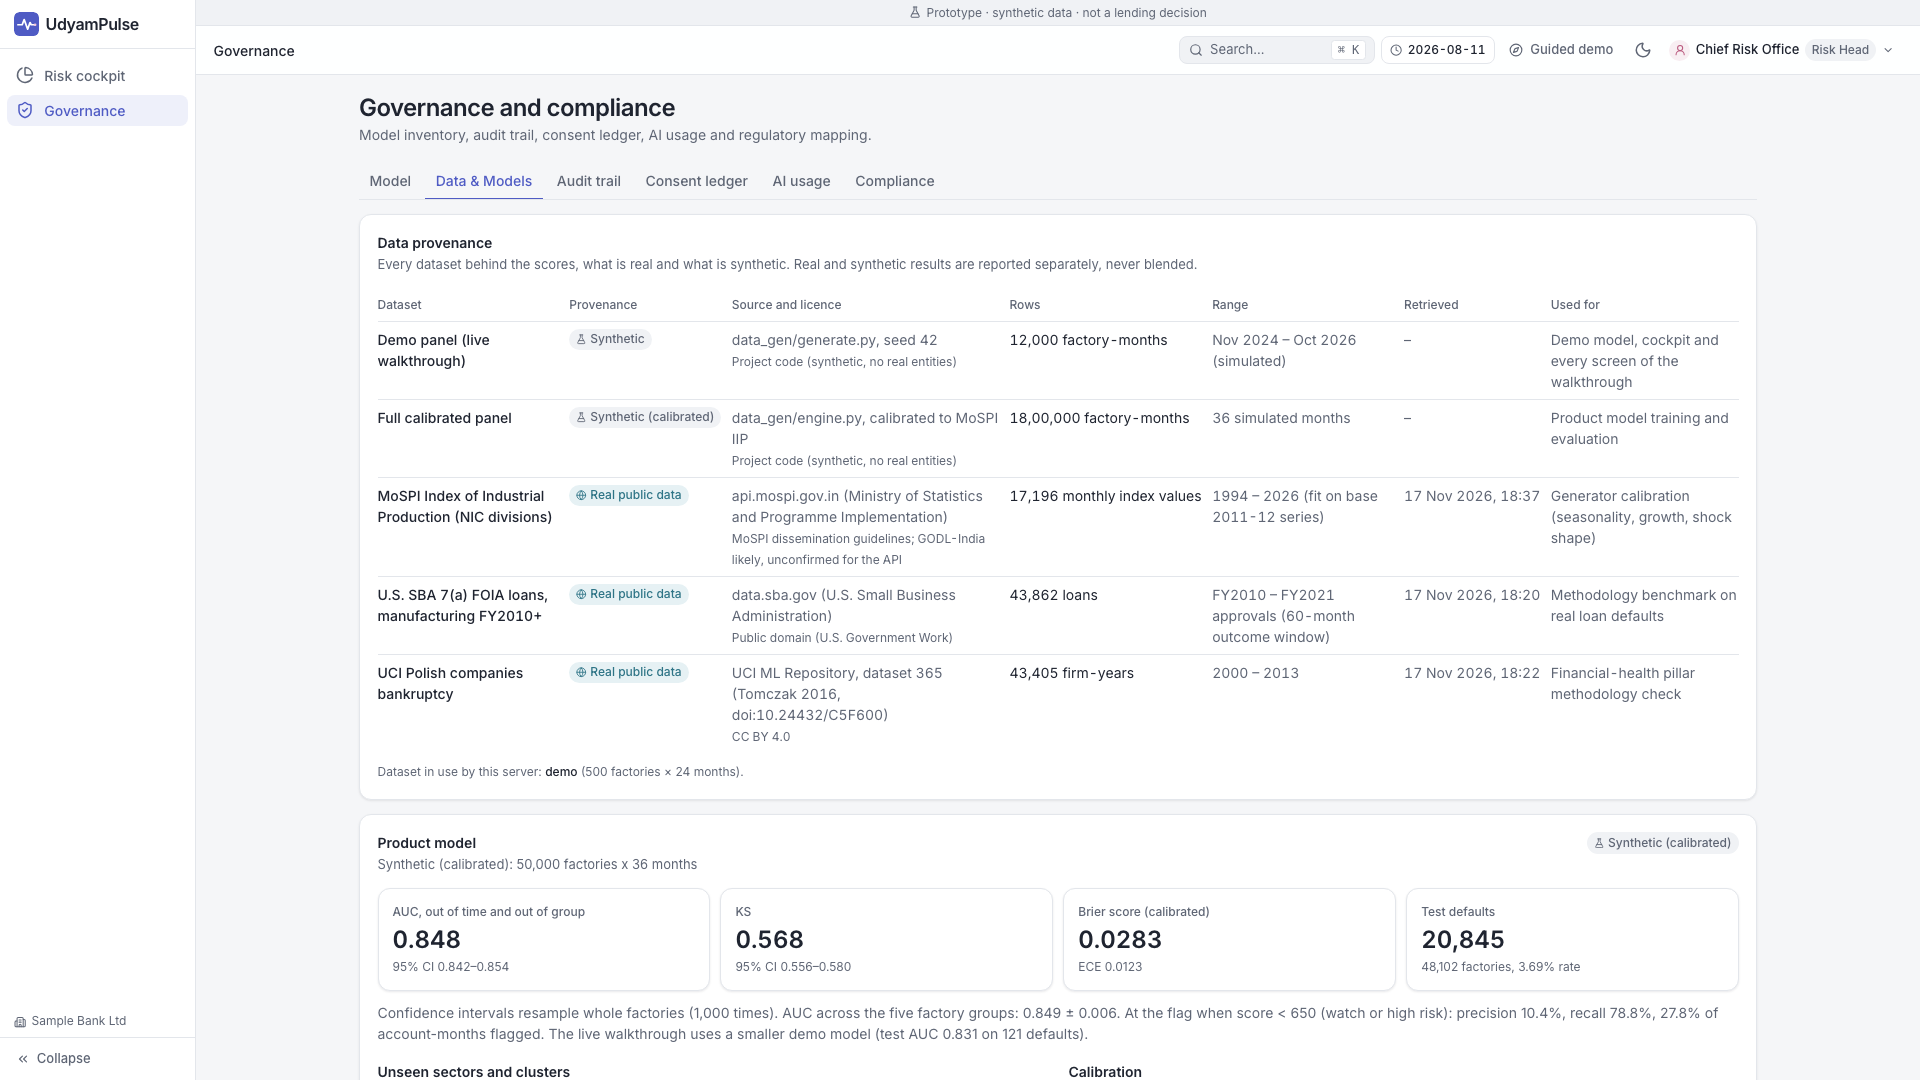 UdyamPulse
Prototype · synthetic data · not a lending decision
Governance
Search...
⌘ K
2026-08-11
Guided demo
Chief Risk Office
Risk Head
Risk cockpit
Governance
Governance and compliance
Model inventory, audit trail, consent ledger, AI usage and regulatory mapping.
Model
Data & Models
Audit trail
Consent ledger
AI usage
Compliance
Data provenance
Every dataset behind the scores, what is real and what is synthetic. Real and synthetic results are reported separately, never blended.
Dataset
Provenance
Source and licence
Rows
Range
Retrieved
Used for
Demo panel (live
walkthrough)
Synthetic
data_gen/generate.py, seed 42
Project code (synthetic, no real entities)
12,000 factory-months
Nov 2024 – Oct 2026
(simulated)
–
Demo model, cockpit and
every screen of the
walkthrough
Full calibrated panel
Synthetic (calibrated)
data_gen/engine.py, calibrated to MoSPI
IIP
Project code (synthetic, no real entities)
18,00,000 factory-months
36 simulated months
–
Product model training and
evaluation
MoSPI Index of Industrial
Production (NIC divisions)
Real public data
api.mospi.gov.in (Ministry of Statistics
and Programme Implementation)
MoSPI dissemination guidelines; GODL-India
likely, unconfirmed for the API
17,196 monthly index values
1994 – 2026 (fit on base
2011-12 series)
17 Nov 2026, 18:37
Generator calibration
(seasonality, growth, shock
shape)
U.S. SBA 7(a) FOIA loans,
manufacturing FY2010+
Real public data
data.sba.gov (U.S. Small Business
Administration)
Public domain (U.S. Government Work)
43,862 loans
FY2010 – FY2021
approvals (60-month
outcome window)
17 Nov 2026, 18:20
Methodology benchmark on
real loan defaults
UCI Polish companies
bankruptcy
Real public data
UCI ML Repository, dataset 365
(Tomczak 2016,
doi:10.24432/C5F600)
CC BY 4.0
43,405 firm-years
2000 – 2013
17 Nov 2026, 18:22
Financial-health pillar
methodology check
Dataset in use by this server: demo (500 factories × 24 months).
Product model
Synthetic (calibrated)
Synthetic (calibrated): 50,000 factories x 36 months
AUC, out of time and out of group
0.848
95% CI 0.842–0.854
KS
0.568
95% CI 0.556–0.580
Brier score (calibrated)
0.0283
ECE 0.0123
Test defaults
20,845
48,102 factories, 3.69% rate
Confidence intervals resample whole factories (1,000 times). AUC across the five factory groups: 0.849 ± 0.006. At the flag when score < 650 (watch or high risk): precision 10.4%, recall 78.8%, 27.8% of
account-months flagged. The live walkthrough uses a smaller demo model (test AUC 0.831 on 121 defaults).
Unseen sectors and clusters
Calibration
Sample Bank Ltd
Collapse